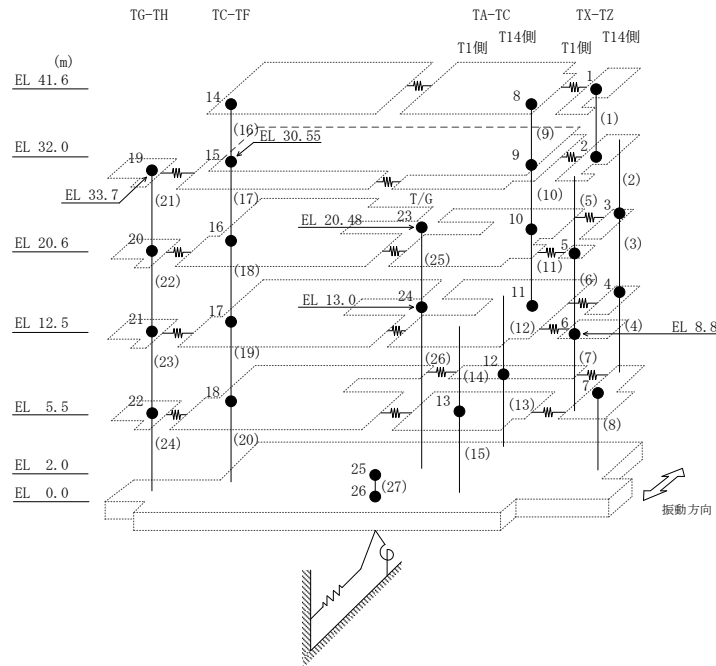 TG-TH TC-TF TA-TC TX-TZ
T1側 T14側 T1側 T14側
(m)
EL 41.6
14 8 1
(16) (9) (1)
EL 30.55
EL 32.0
19 15 9 2
EL 33.7
(21) (17) (10) (2)
T/G
23 (5) 3
EL 20.48
EL 20.6
20 16 10 5 (3)
(22) (18) (25) (11) (6)
EL 13.0
24 11 4
EL 12.5
21 17 (12) 6 (4) EL 8.8
(23) (19) (26) (14) 12 (7)
7
EL 5.5
22 18 13 (13) (8)
(24) (20) (15)
EL 2.0
25
(27)
EL 0.0
26
振動方向